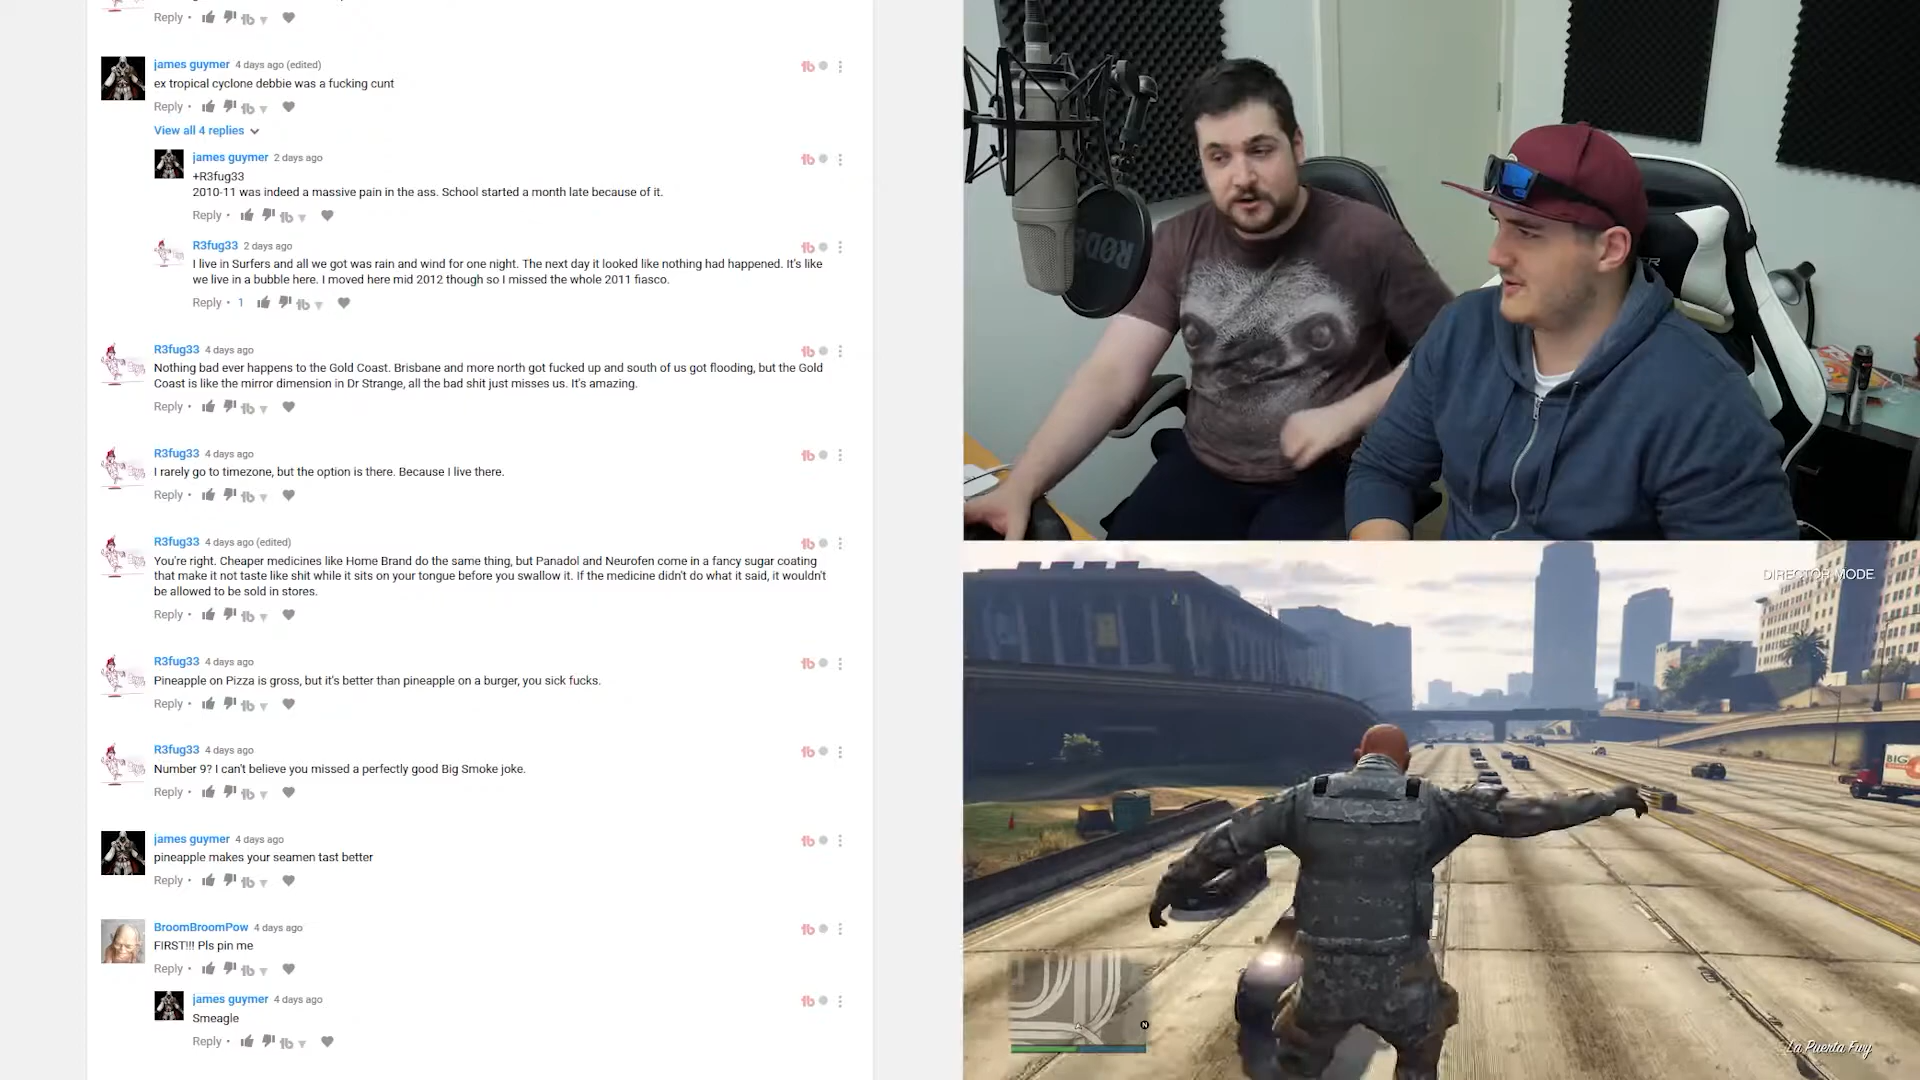 Reply •
james guymer 4 days ago (edited)
ex tropical cyclone debbie was a fucking cunt
Reply •
View all 4 replies
james guymer 2 days ago
+R3fug33
2010-11 was indeed a massive pain in the ass. School started a month late because of it.
Reply •
R3fug33 2 days ago
I live in Surfers and all we got was rain and wind for one night. The next day it looked like nothing had happened. It's like
we live in a bubble here. I moved here mid 2012 though so I missed the whole 2011 fiasco.
Reply • 1
R3fug33 4 days ago
Nothing bad ever happens to the Gold Coast. Brisbane and more north got fucked up and south of us got flooding, but the Gold
Coast is like the mirror dimension in Dr Strange, all the bad shit just misses us. It's amazing.
Reply •
R3fug33 4 days ago
I rarely go to timezone, but the option is there. Because I live there.
Reply •
R3fug33 4 days ago (edited)
You're right. Cheaper medicines like Home Brand do the same thing, but Panadol and Neurofen come in a fancy sugar coating
that make it not taste like shit while it sits on your tongue before you swallow it. If the medicine didn't do what it said, it wouldn't
be allowed to be sold in stores.
Reply •
R3fug33 4 days ago
Pineapple on Pizza is gross, but it's better than pineapple on a burger, you sick fucks.
Reply •
R3fug33 4 days ago
Number 9? I can't believe you missed a perfectly good Big Smoke joke.
Reply •
james guymer 4 days ago
pineapple makes your seamen tast better
Reply •
BroomBroomPow 4 days ago
FIRST!!! Pls pin me
Reply •
james guymer 4 days ago
Smeagle
Reply •
RØDE
DIRECTOR MODE
BIG
N
La Puerta Fwy